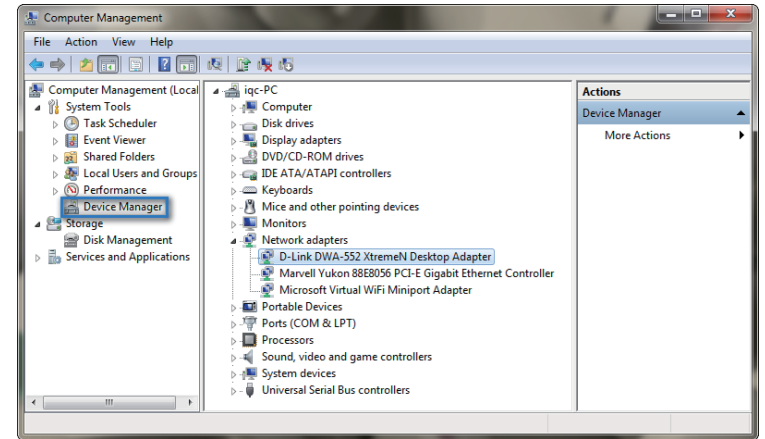 Computer Management
File Action View Help
Computer Management (Local
System Tools
Task Scheduler
Event Viewer
Shared Folders
Local Users and Groups
Performance
Device Manager
Storage
Disk Management
Services and Applications
iqc-PC
Computer
Disk drives
Display adapters
DVD/CD-ROM drives
IDE ATA/ATAPI controllers
Keyboards
Mice and other pointing devices
Monitors
Network adapters
D-Link DWA-552 XtremeN Desktop Adapter
Marvell Yukon 88E8056 PCI-E Gigabit Ethernet Controller
Microsoft Virtual WiFi Miniport Adapter
Portable Devices
Ports (COM & LPT)
Processors
Sound, video and game controllers
System devices
Universal Serial Bus controllers
Actions
Device Manager
More Actions